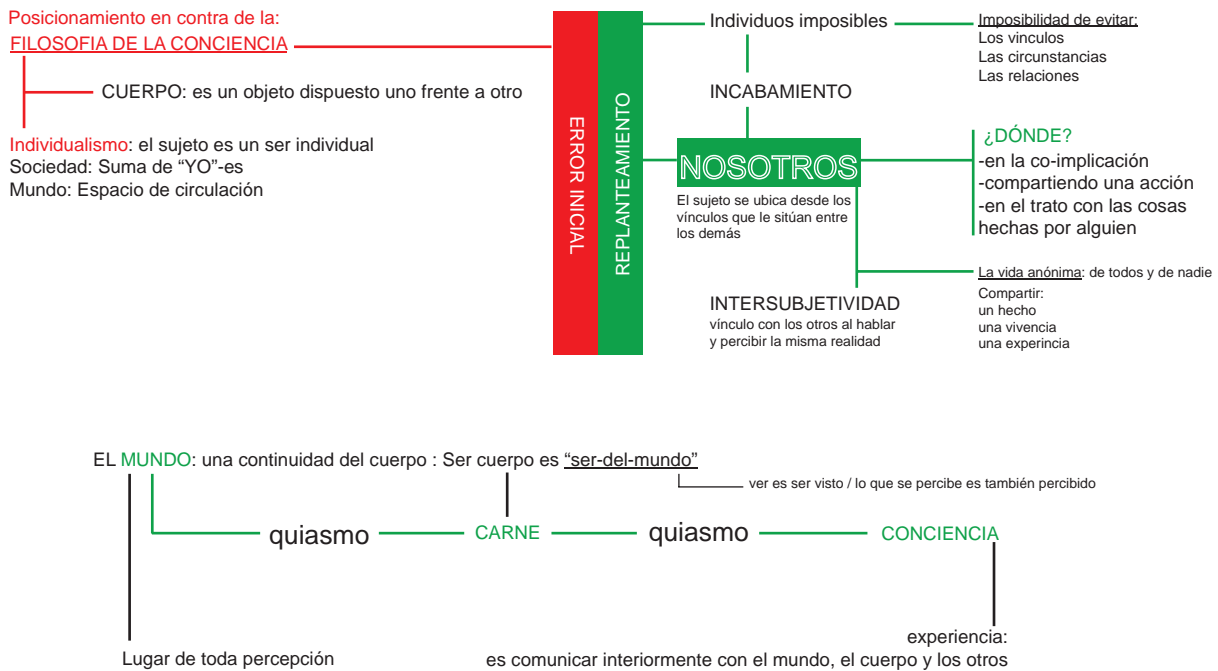 Posicionamiento en contra de la:
FILOSOFIA DE LA CONCIENCIA
CUERPO: es un objeto dispuesto uno frente a otro
Individualismo: el sujeto es un ser individual
Sociedad: Suma de “YO”-es
Mundo: Espacio de circulación
ERROR INICIAL
REPLANTEAMIENTO
Individuos imposibles
Imposibilidad de evitar:
Los vinculos
Las circunstancias
Las relaciones
INCABAMIENTO
NOSOTROS
El sujeto se ubica desde los
vínculos que le sitúan entre
los demás
¿DÓNDE?
-en la co-implicación
-compartiendo una acción
-en el trato con las cosas
hechas por alguien
INTERSUBJETIVIDAD
vínculo con los otros al hablar
y percibir la misma realidad
La vida anónima: de todos y de nadie
Compartir:
un hecho
una vivencia
una experincia
EL MUNDO: una continuidad del cuerpo : Ser cuerpo es “ser-del-mundo”
ver es ser visto / lo que se percibe es también percibido
quiasmo CARNE quiasmo CONCIENCIA
Lugar de toda percepción
experiencia:
es comunicar interiormente con el mundo, el cuerpo y los otros